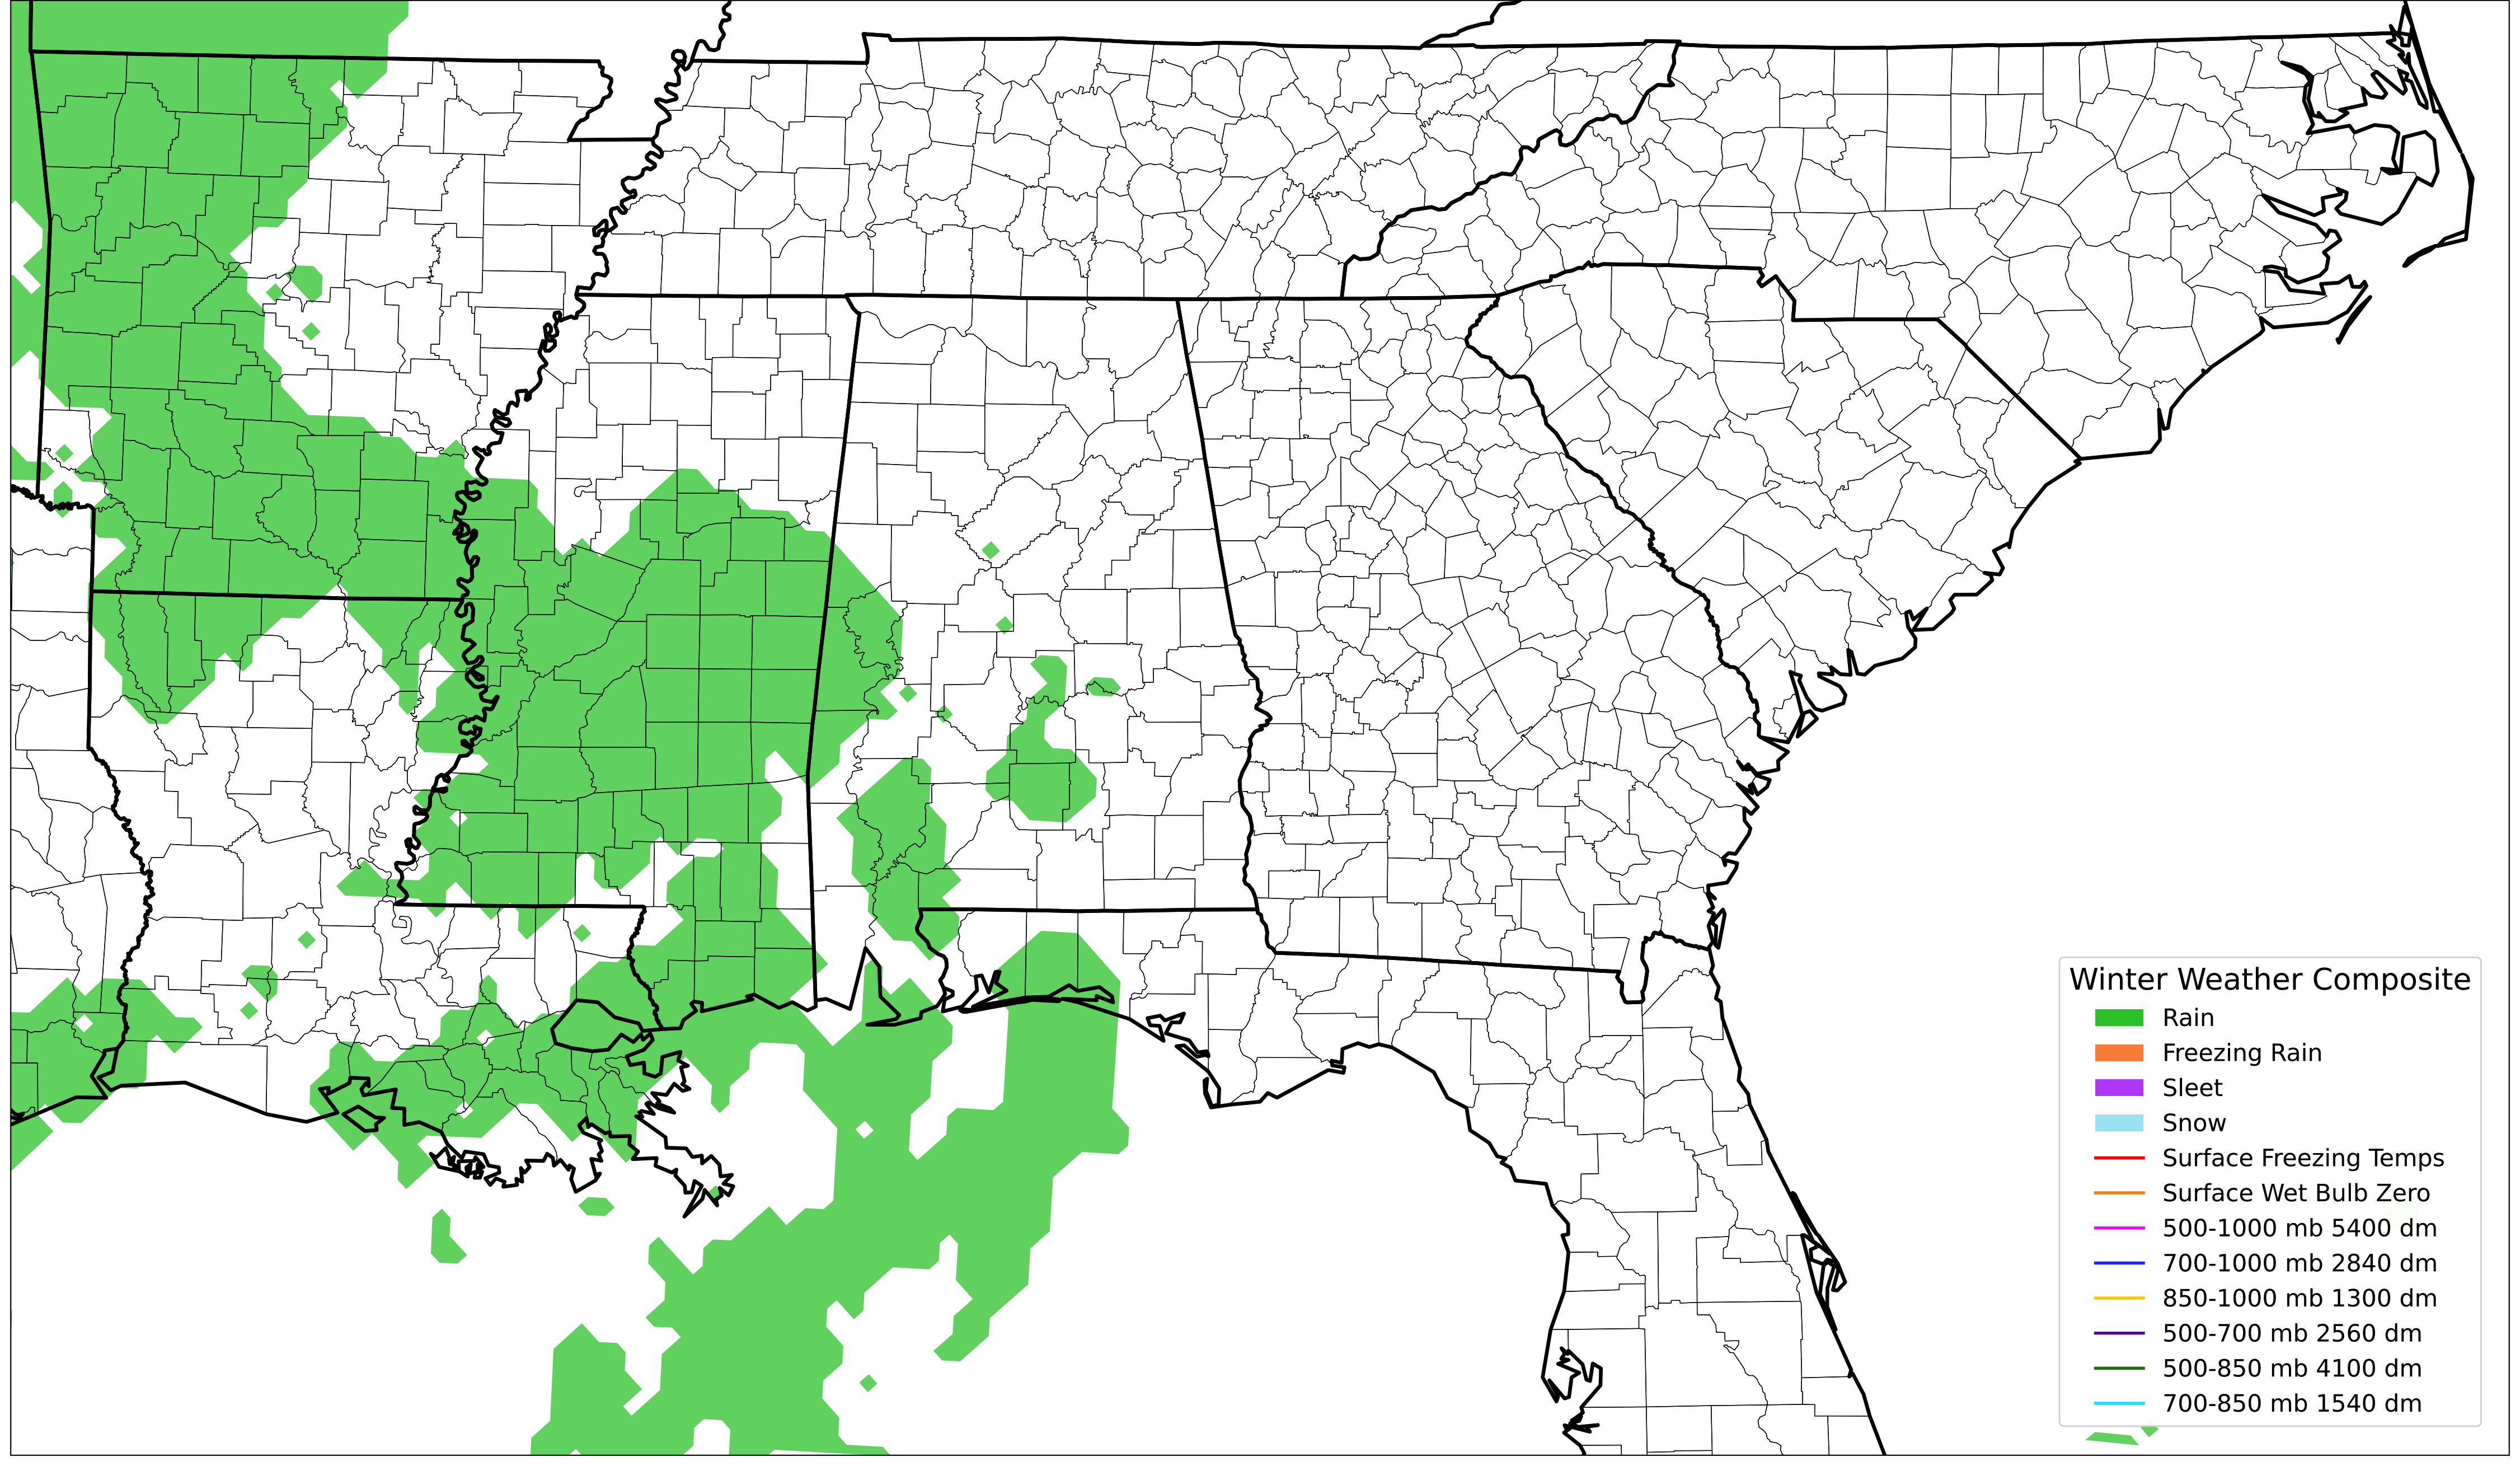 Winter Weather Composite
Rain
Freezing Rain
Sleet
Snow
Surface Freezing Temps
Surface Wet Bulb Zero
500-1000 mb 5400 dm
700-1000 mb 2840 dm
850-1000 mb 1300 dm
500-700 mb 2560 dm
500-850 mb 4100 dm
700-850 mb 1540 dm